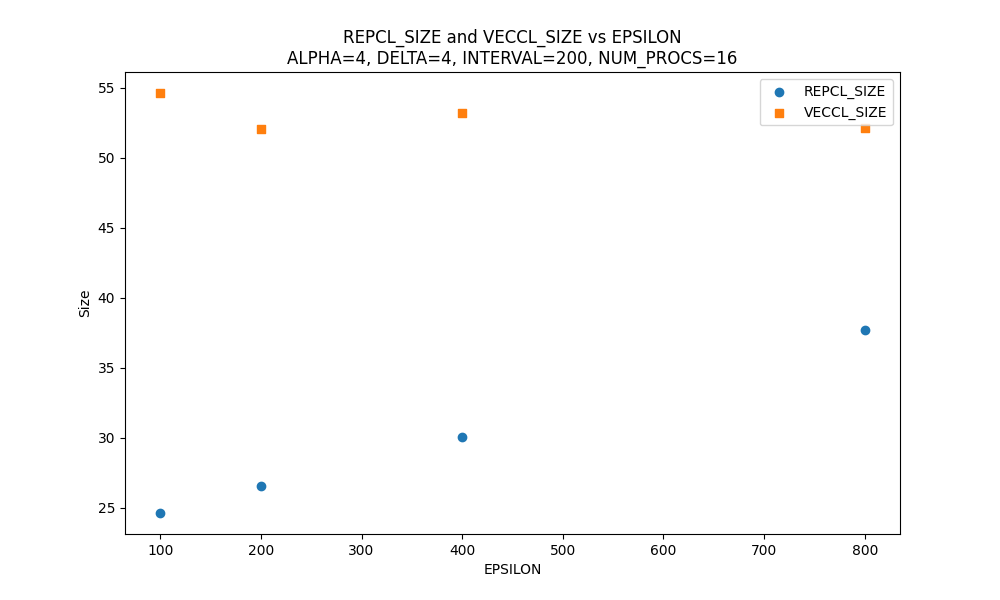 REPCL_SIZE and VECCL_SIZE vs EPSILON
ALPHA=4, DELTA=4, INTERVAL=200, NUM_PROCS=16
REPCL_SIZE
VECCL_SIZE
Size
55
50
45
40
35
30
25
100 200 300 400 500 600 700 800
EPSILON